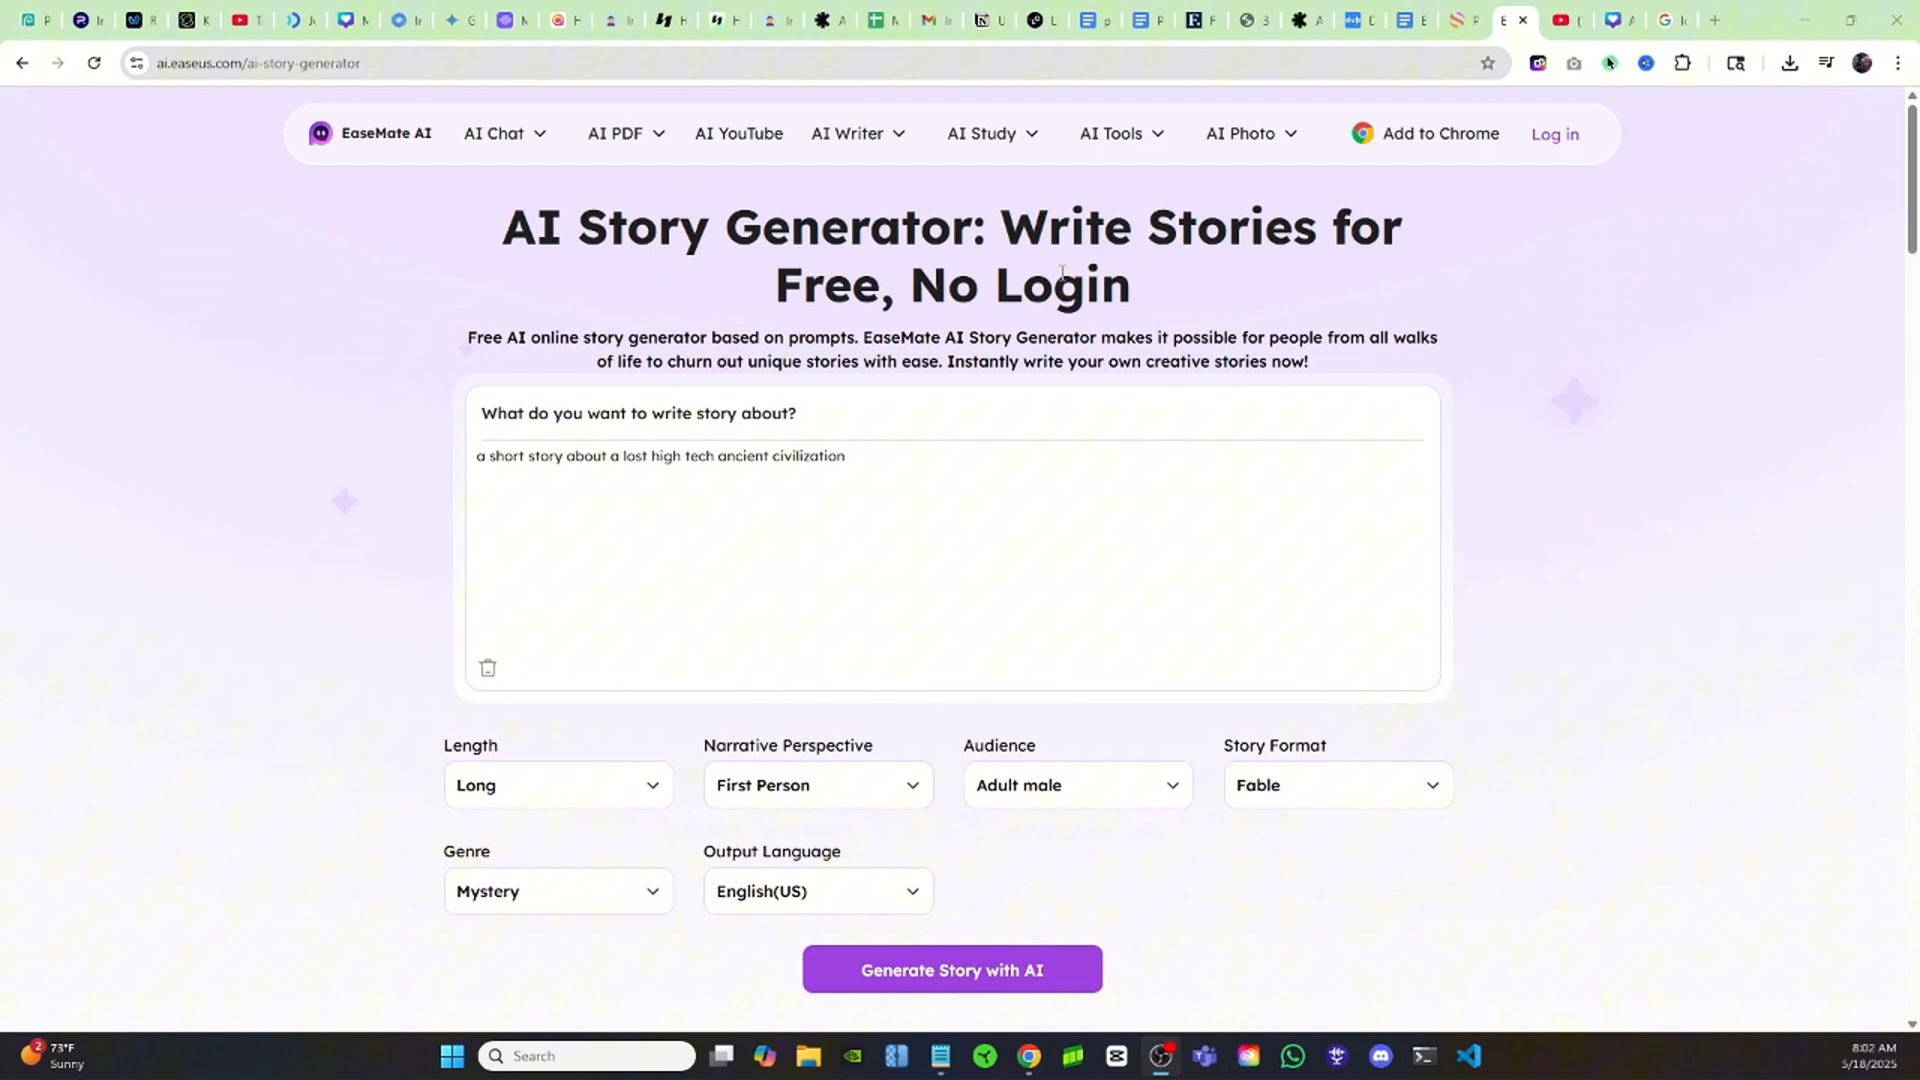 ai.easeus.com/ai-story-generator
EaseMate AI
AI Chat
AI PDF
AI YouTube
AI Writer
AI Study
AI Tools
AI Photo
Add to Chrome
Log in
AI Story Generator: Write Stories for
Free, No Login
Free AI online story generator based on prompts. EaseMate AI Story Generator makes it possible for people from all walks
of life to churn out unique stories with ease. Instantly write your own creative stories now!
What do you want to write story about?
a short story about a lost high tech ancient civilization
Length
Narrative Perspective
Audience
Story Format
Long
First Person
Adult male
Fable
Genre
Output Language
Mystery
English(US)
Generate Story with AI
2
73°F
Sunny
Search
8:02 AM
5/18/2025